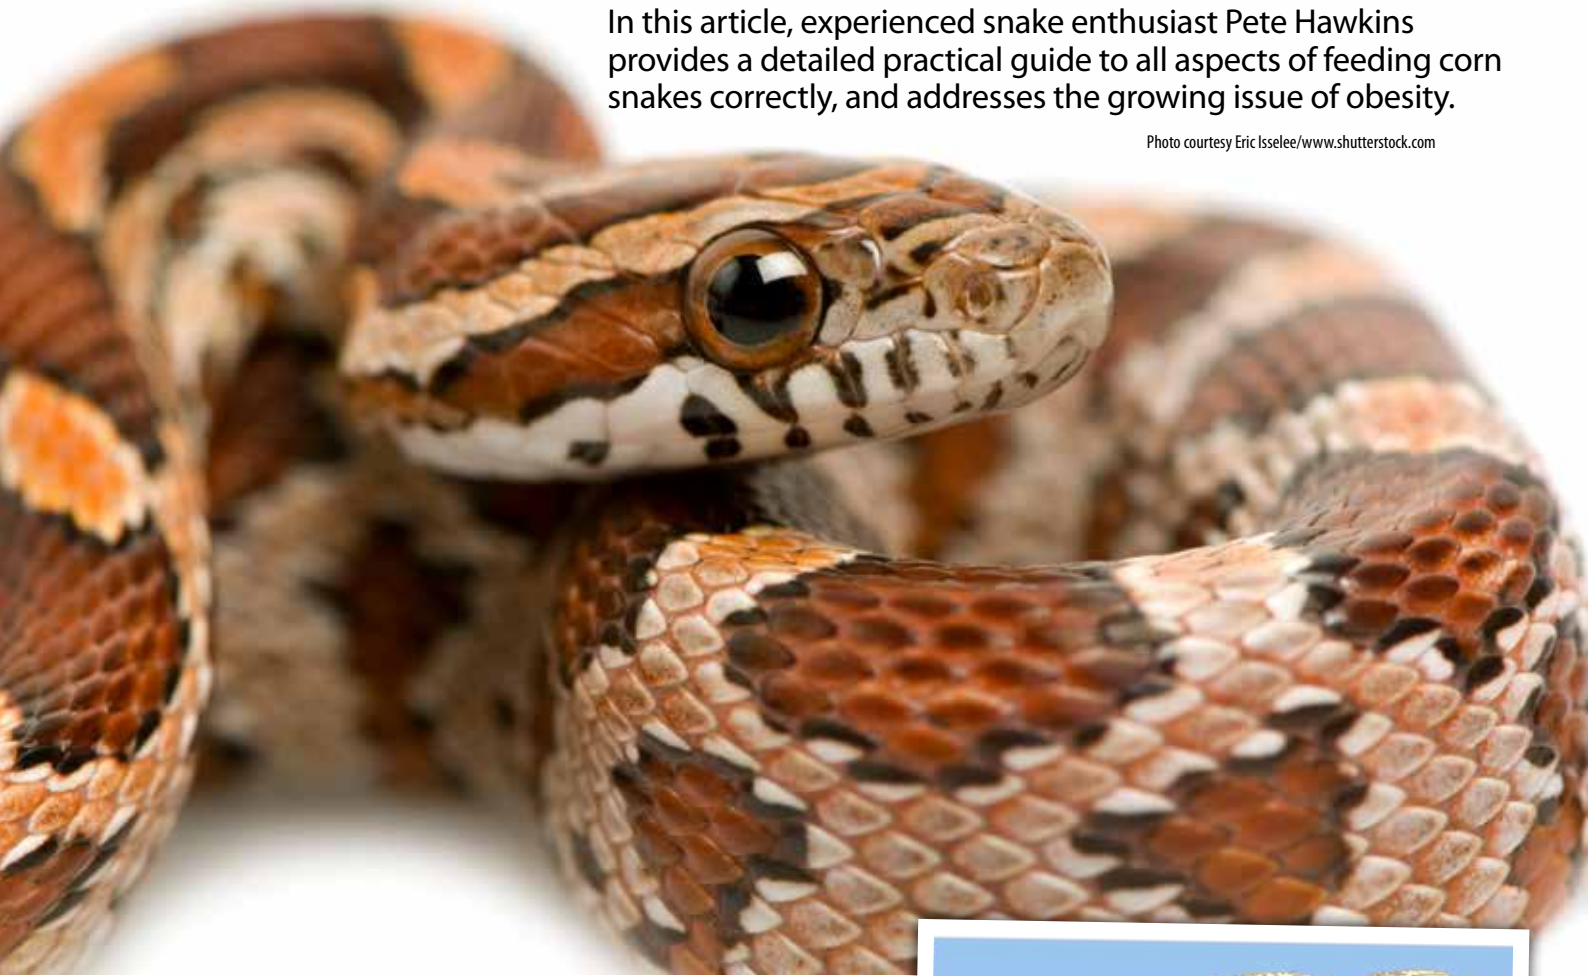 In this article, experienced snake enthusiast Pete Hawkins
provides a detailed practical guide to all aspects of feeding corn
snakes correctly, and addresses the growing issue of obesity.
Photo courtesy Eric Isselee/www.shutterstock.com